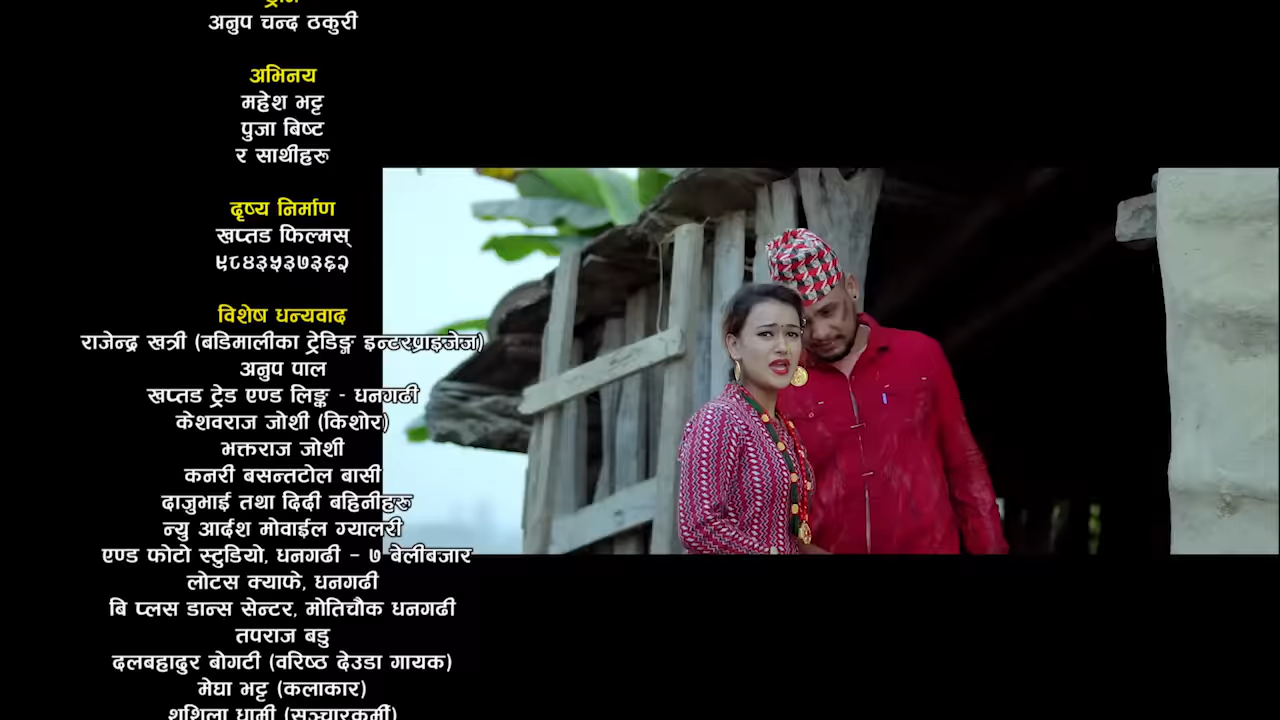 ड्रोन
अनुप चन्द ठकुरी
अभिनय
महेश भट्ट
पुजा बिष्ट
र साथीहरु
दृष्य निर्माण
खप्तड फिल्मस्
९८४३५३७३६२
विशेष धन्यवाद
राजेन्द्र खत्री (बडिमालीका ट्रेडिङ्ग इन्टरप्राइजेज)
अनुप पाल
खप्तड ट्रेड एण्ड लिङ्क - धनगढी
केशवराज जोशी (किशोर)
भक्तराज जोशी
कनरी बसन्तटोल बासी
दाजुभाई तथा दिदी बहिनीहरु
न्यु आर्दश मोवाईल ग्यालरी
एण्ड फोटो स्टुडियो, धनगढी – ७ बेलीबजार
लोटस क्याफे, धनगढी
बि प्लस डान्स सेन्टर, मोतिचौक धनगढी
तपराज बडु
दलबहादुर बोगटी (वरिष्ठ देउडा गायक)
मेघा भट्ट (कलाकार)
शुशिला धामी (सञ्चारकर्मी)